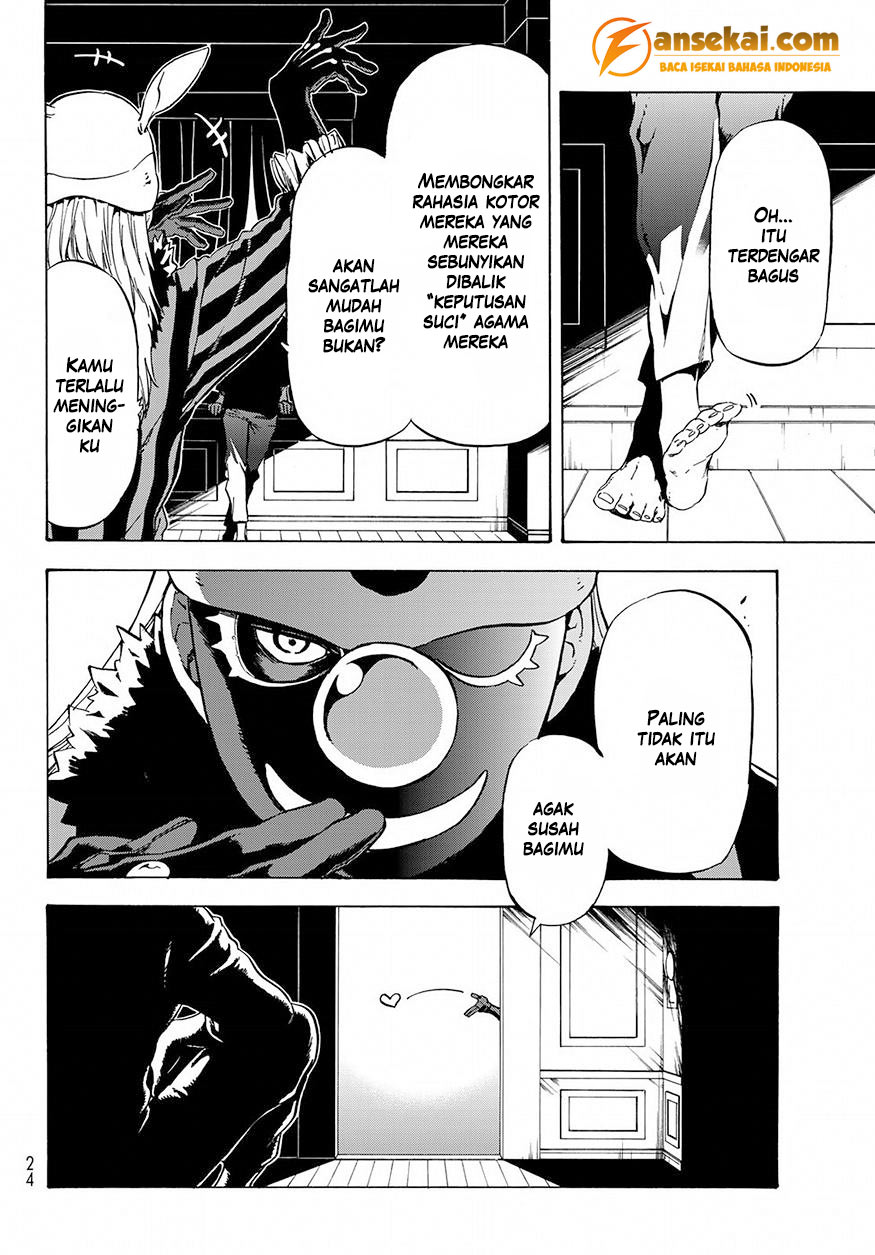 ansekai.com
BACA ISEKAI BAHASA INDONESIA
OH...
ITU
TERDENGAR
BAGUS
MEMBONGKAR
RAHASIA KOTOR
MEREKA YANG
MEREKA
SEBUNYIKAN
DIBALIK
"KEPUTUSAN
SUCI" AGAMA
MEREKA
AKAN
SANGATLAH
MUDAH
BAGIMU
BUKAN?
KAMU
TERLALU
MENING-
GIKAN
KU
PALING
TIDAK ITU
AKAN
AGAK
SUSAH
BAGIMU
24